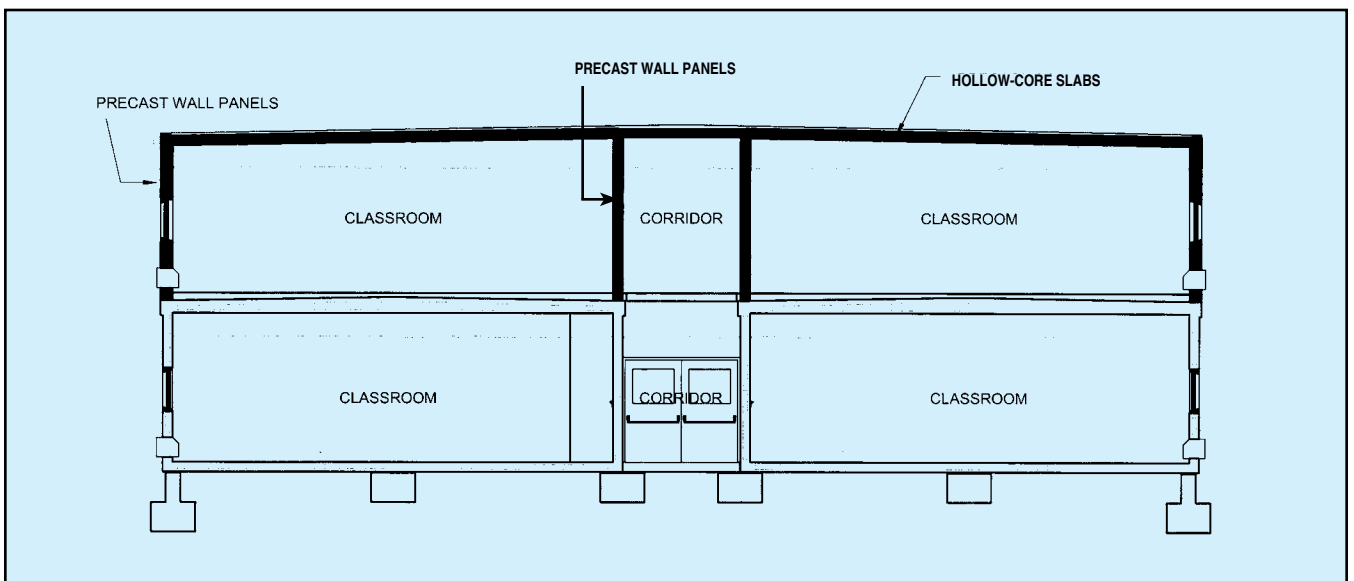 PRECAST WALL PANELS
HOLLOW-CORE SLABS
PRECAST WALL PANELS
CLASSROOM
CORRIDOR
CLASSROOM
CLASSROOM
CORRIDOR
CLASSROOM